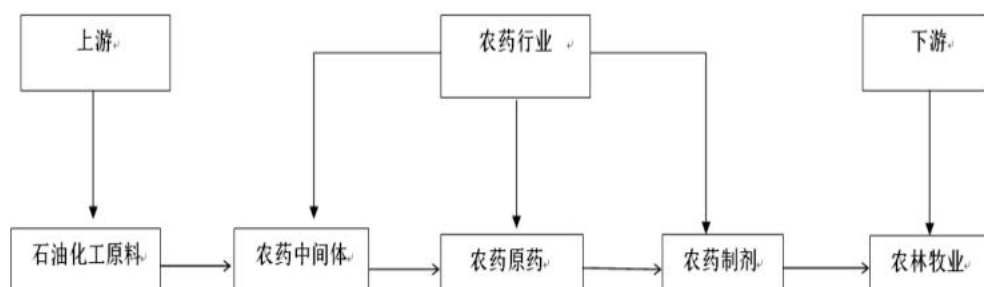 上游
农药行业
下游
石油化工原料
农药中间体
农药原药
农药制剂
农林牧业